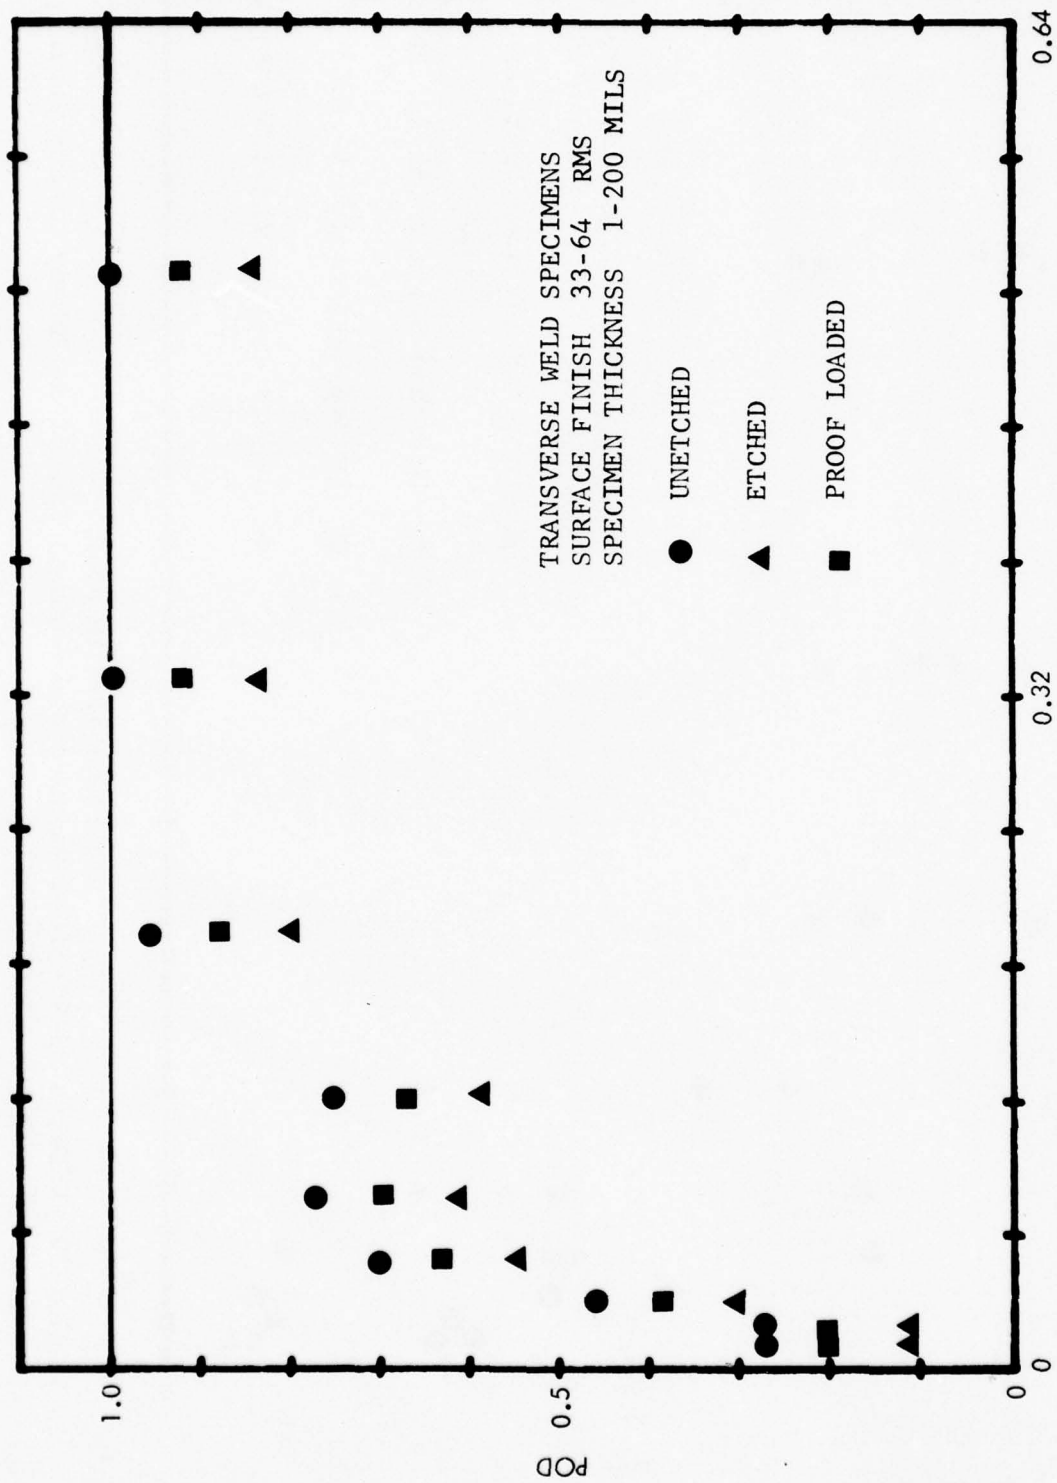 POD
1.0
0.5
0
TRANSVERSE WELD SPECIMENS
SURFACE FINISH 33-64 RMS
SPECIMEN THICKNESS 1-200 MILS
UNETCHED
ETCHED
PROOF LOADED
0
0.32
0.64